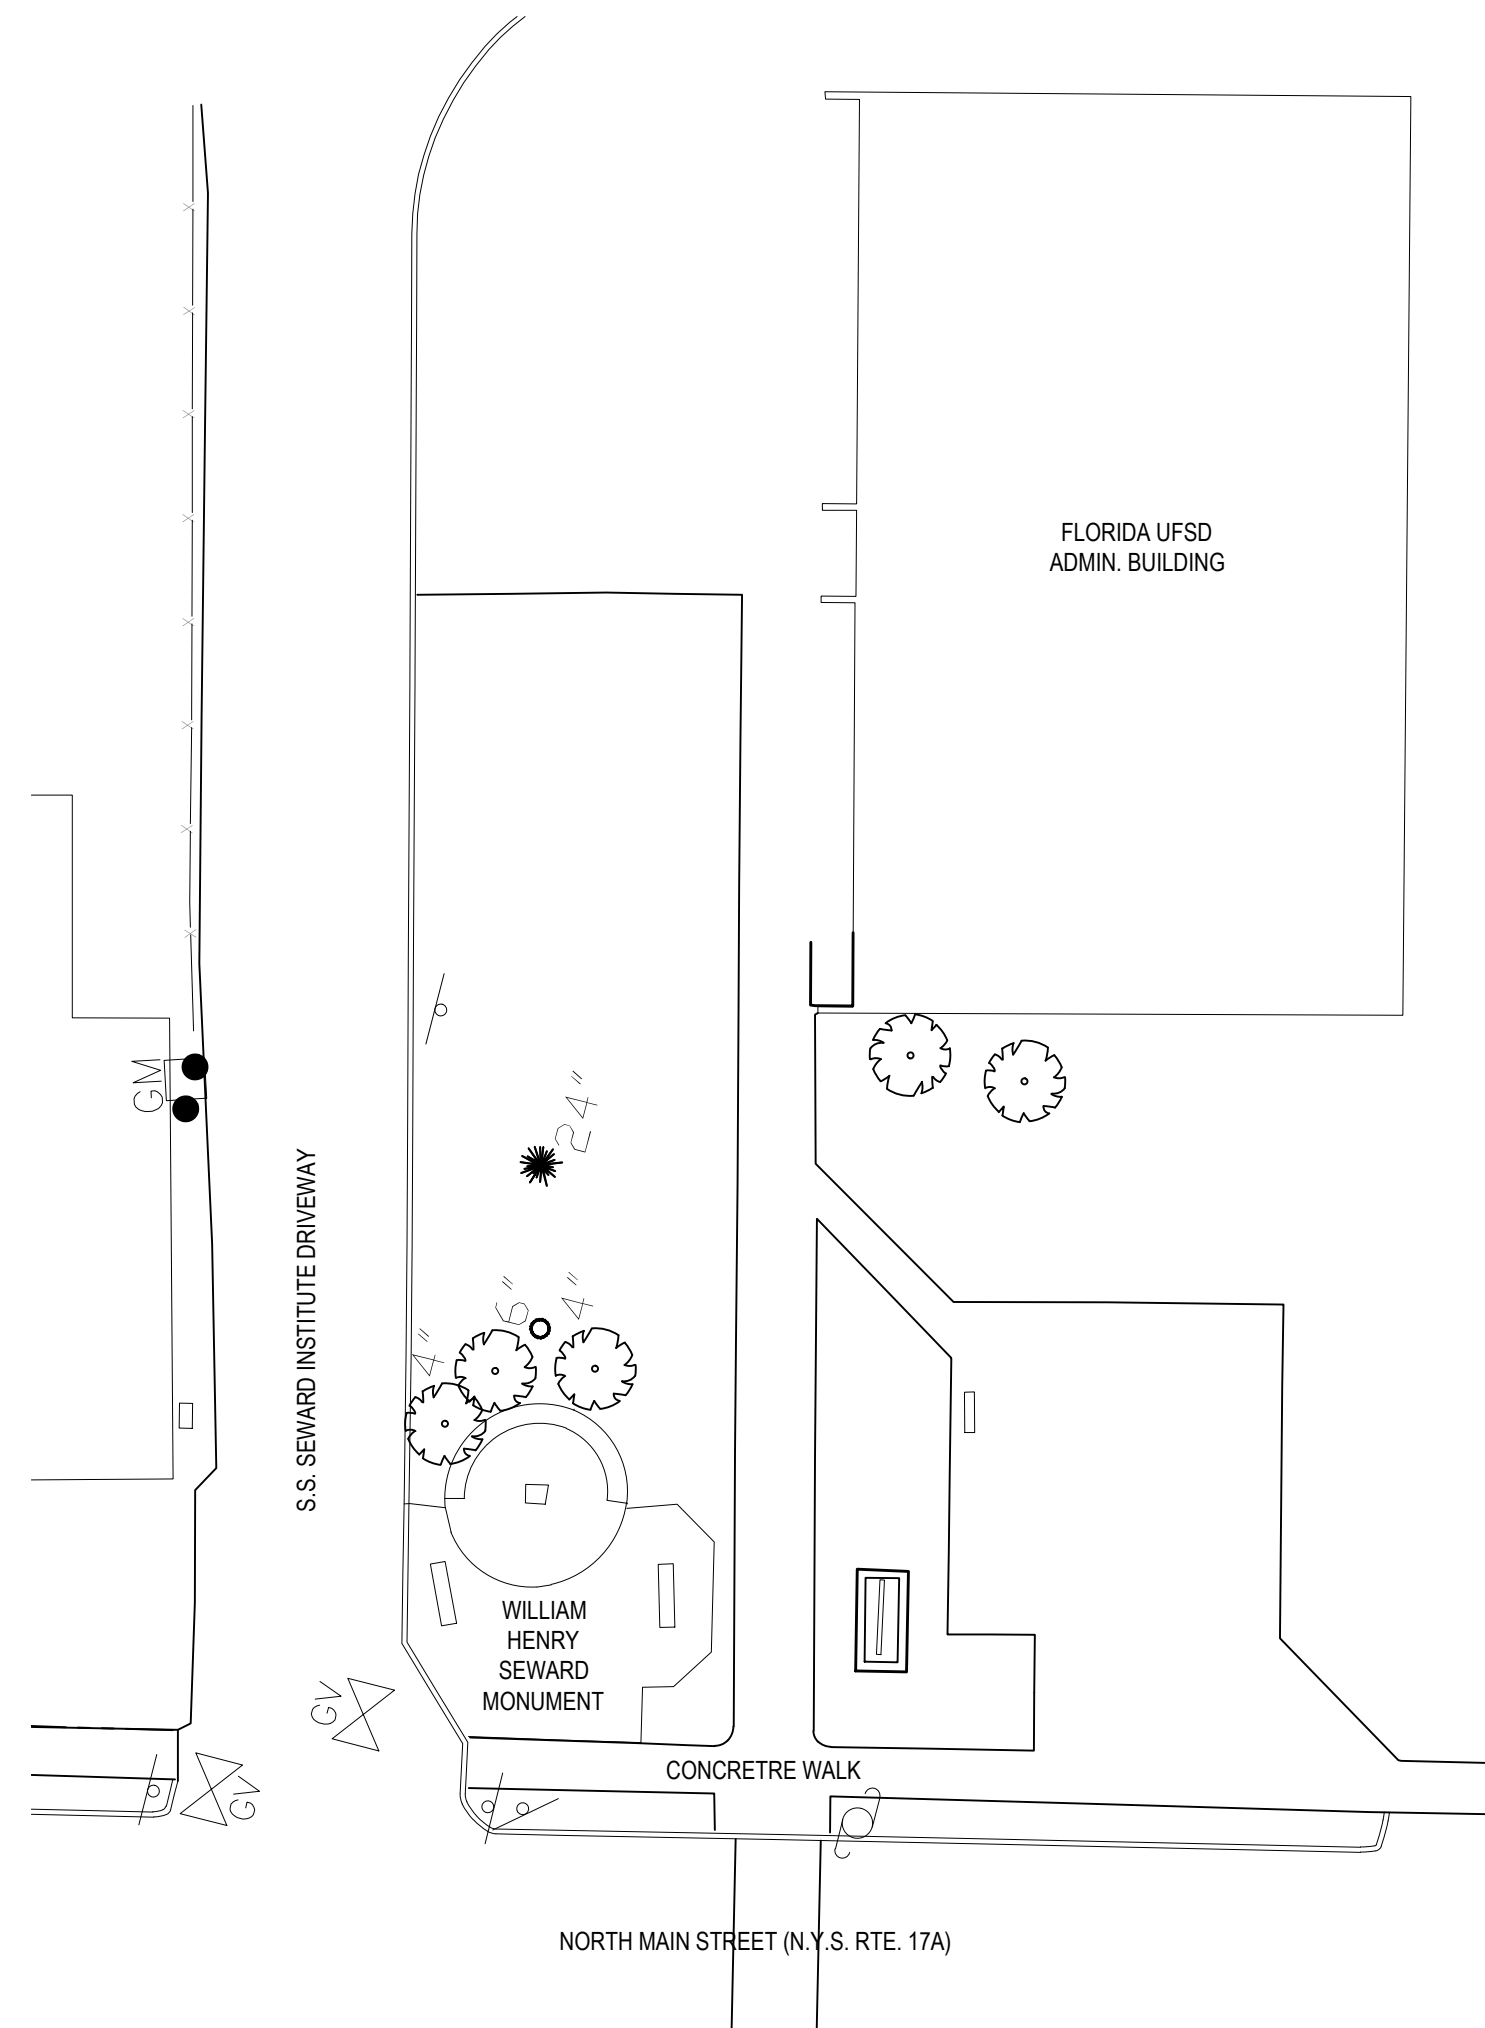 FLORIDA UFSD
ADMIN. BUILDING
GM
24"
S.S. SEWARD INSTITUTE DRIVEWAY
6"
4"
4"
WILLIAM
HENRY
SEWARD
MONUMENT
GV
GV
CONCRETRE WALK
NORTH MAIN STREET (N.Y.S. RTE. 17A)